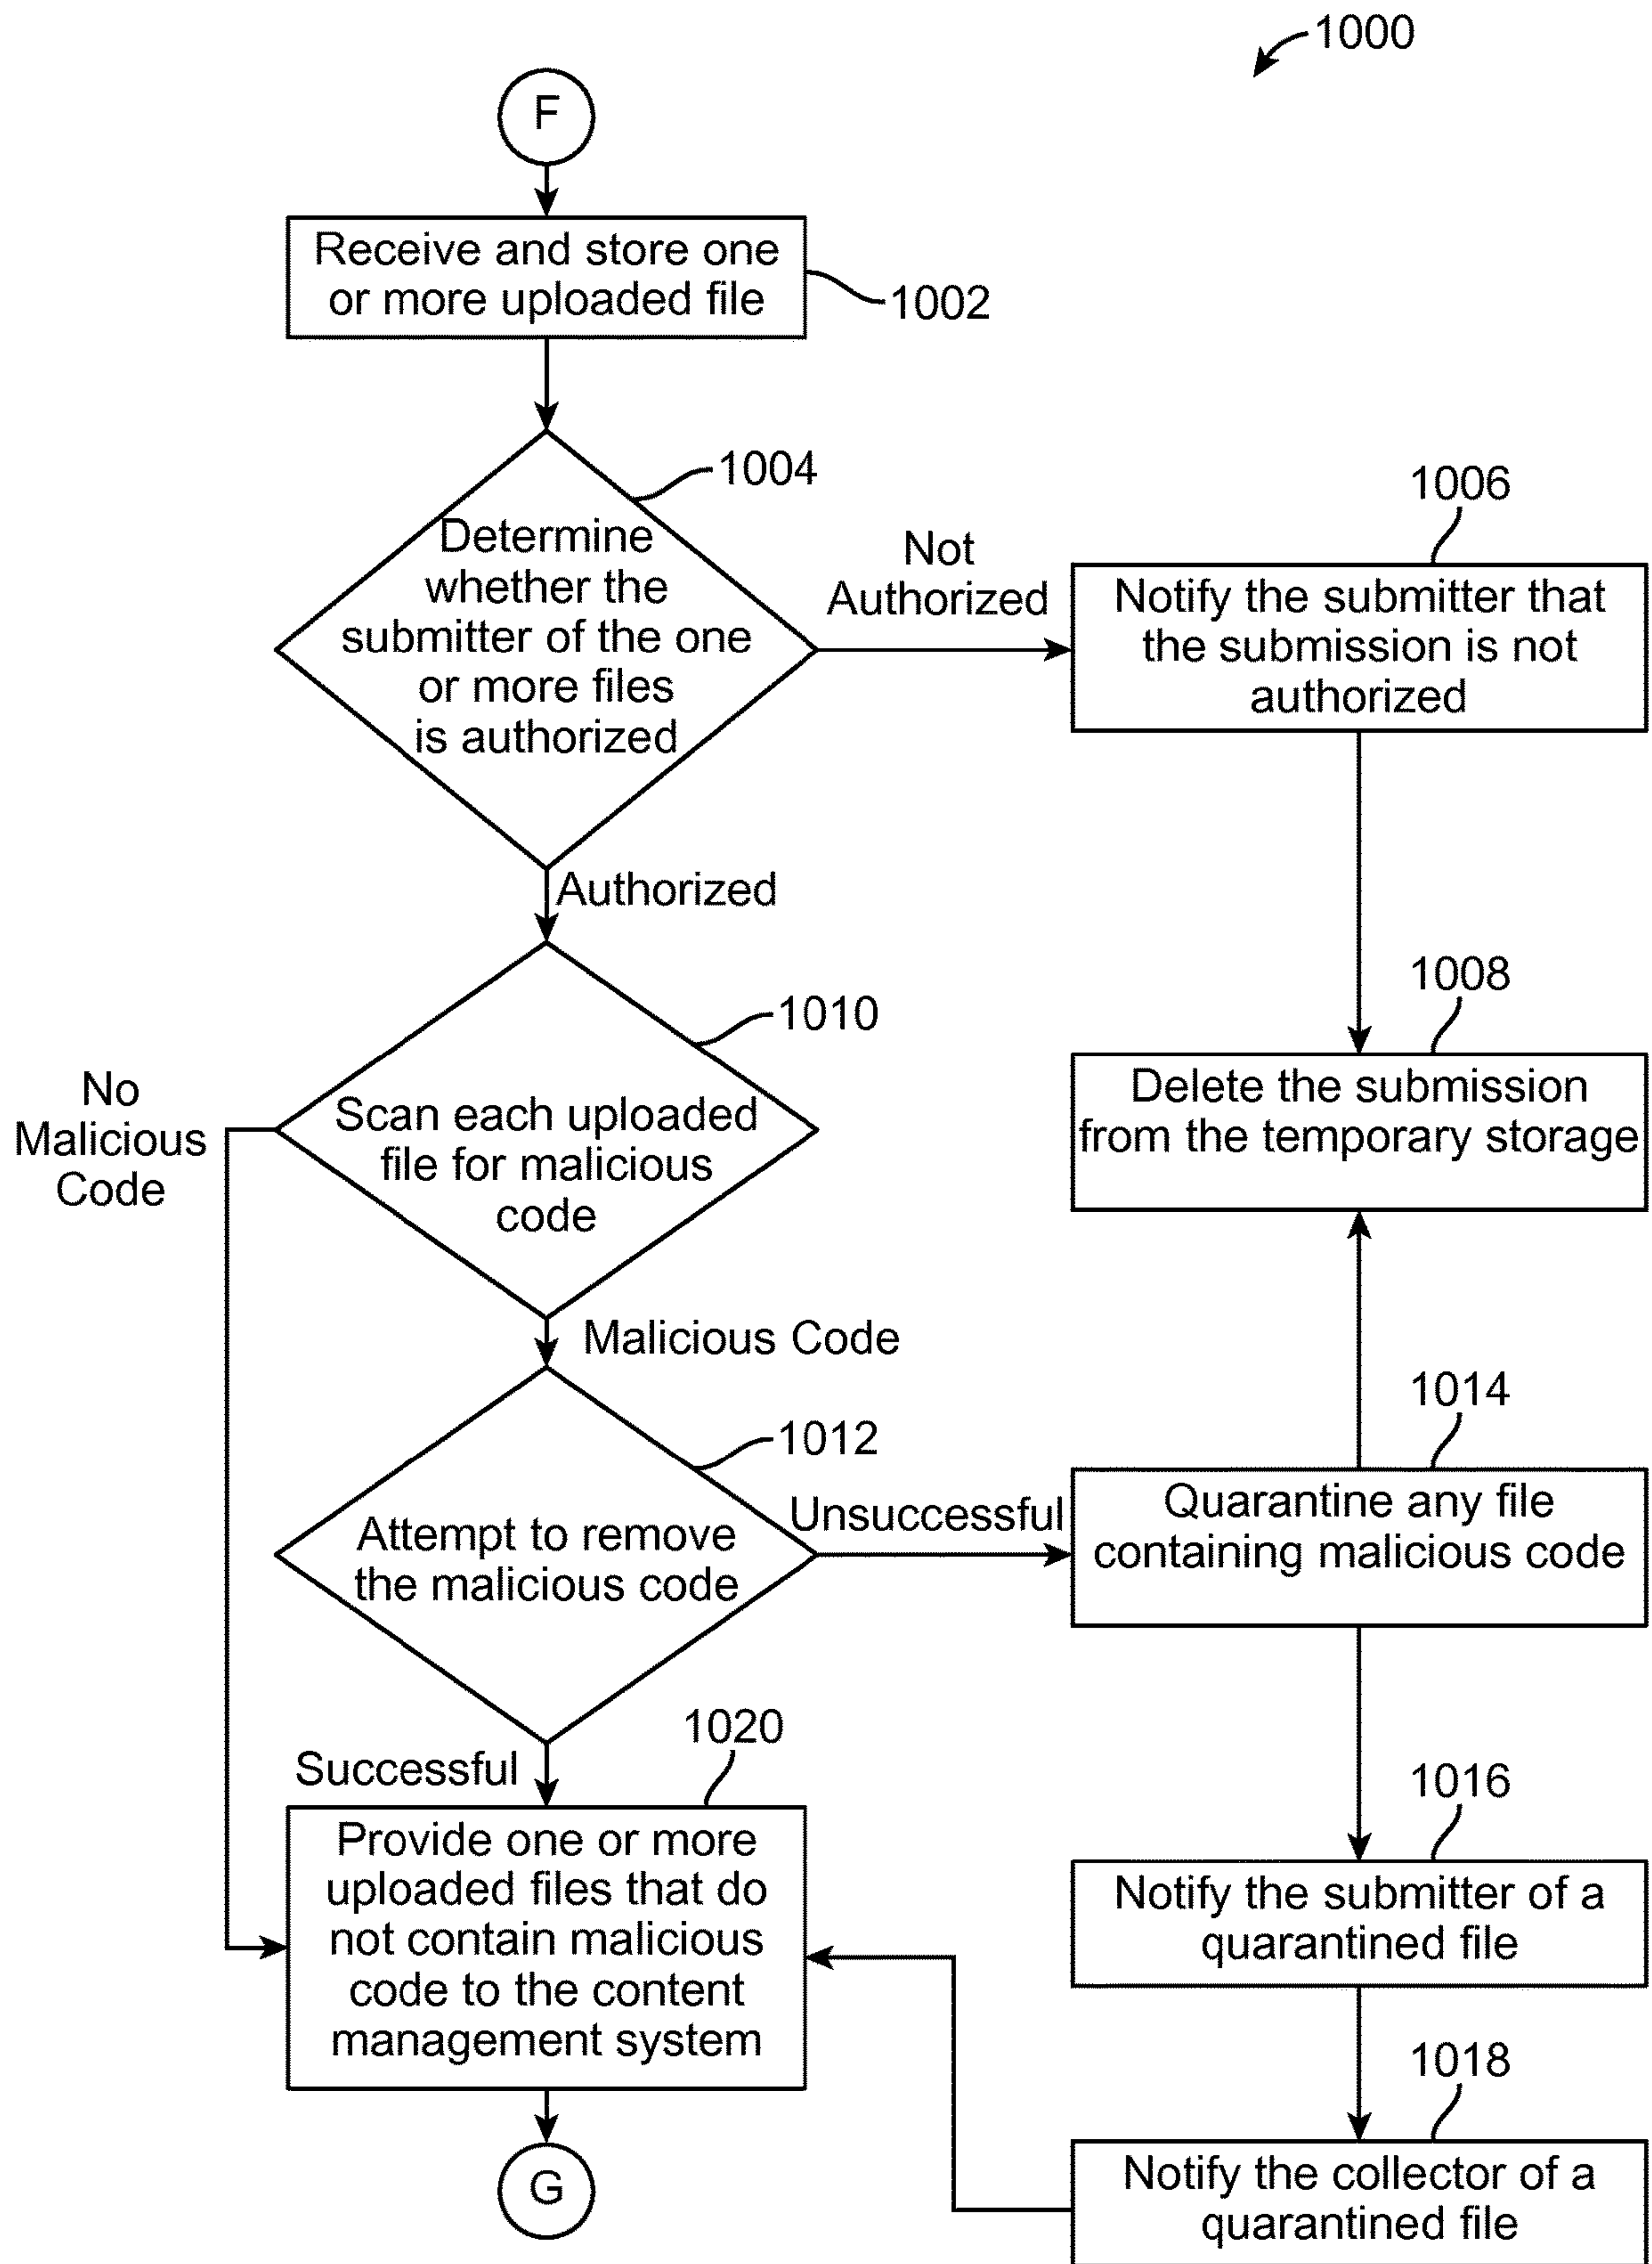 1000
F
Receive and store one
or more uploaded file
1002
1004
Determine
whether the
submitter of the one
or more files
is authorized
Not
Authorized
1006
Notify the submitter that
the submission is not
authorized
Authorized
1008
Delete the submission
from the temporary storage
1010
Scan each uploaded
file for malicious
code
No
Malicious
Code
Malicious Code
1012
Attempt to remove
the malicious code
Unsuccessful
1014
Quarantine any file
containing malicious code
Successful
1020
Provide one or more
uploaded files that do
not contain malicious
code to the content
management system
1016
Notify the submitter of a
quarantined file
1018
Notify the collector of a
quarantined file
G